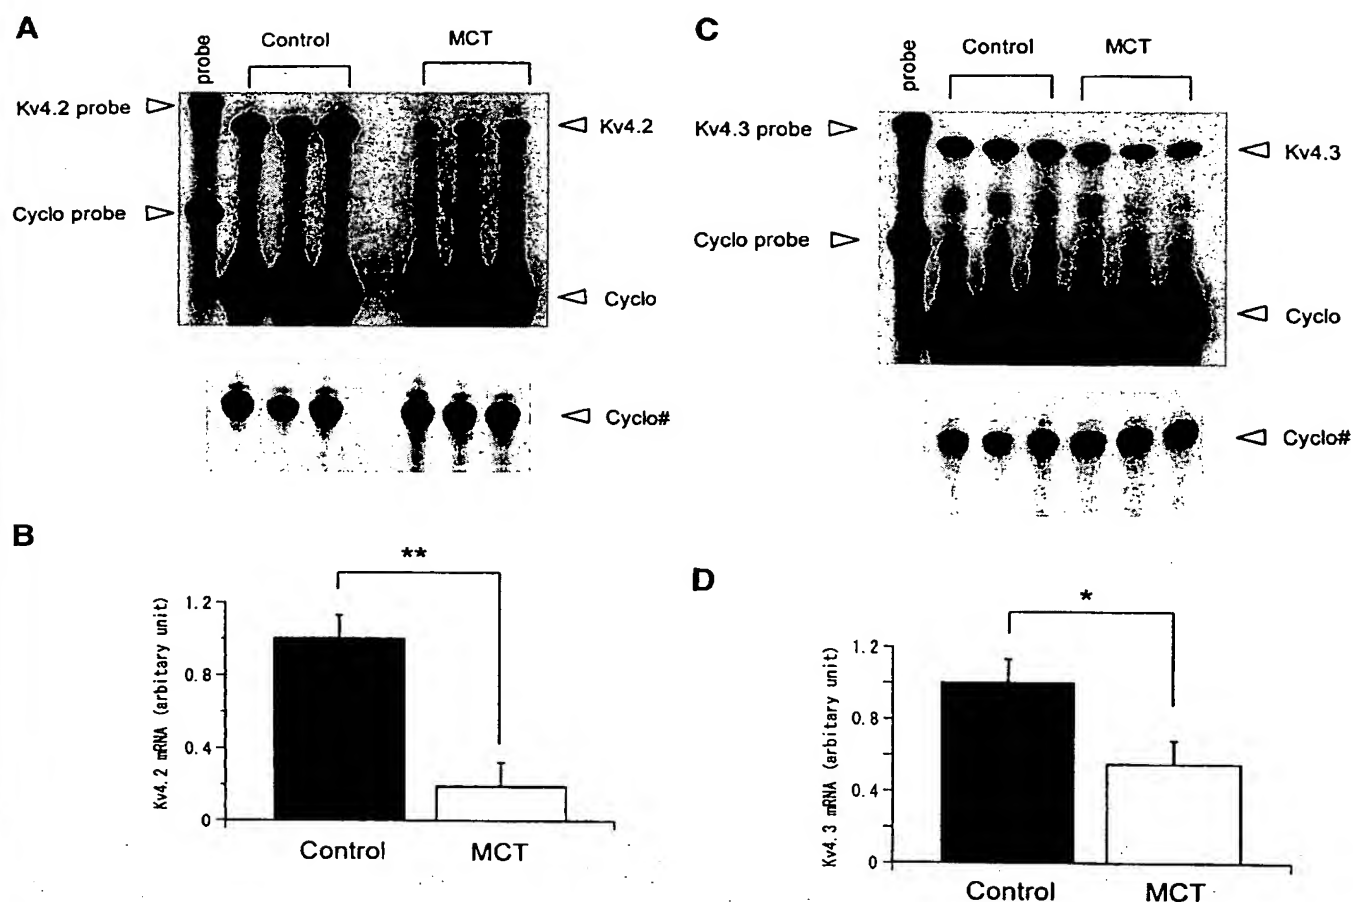 A
probe
Control
MCT
Kv4.2 probe
Kv4.2
Cyclo probe
Cyclo
Cyclo#
B
**
Kv4.2 mRNA (arbitary unit)
1.2
0.8
0.4
0
Control
MCT
C
probe
Control
MCT
Kv4.3 probe
Kv4.3
Cyclo probe
Cyclo
Cyclo#
D
*
Kv4.3 mRNA (arbitary unit)
1.2
0.8
0.4
0
Control
MCT